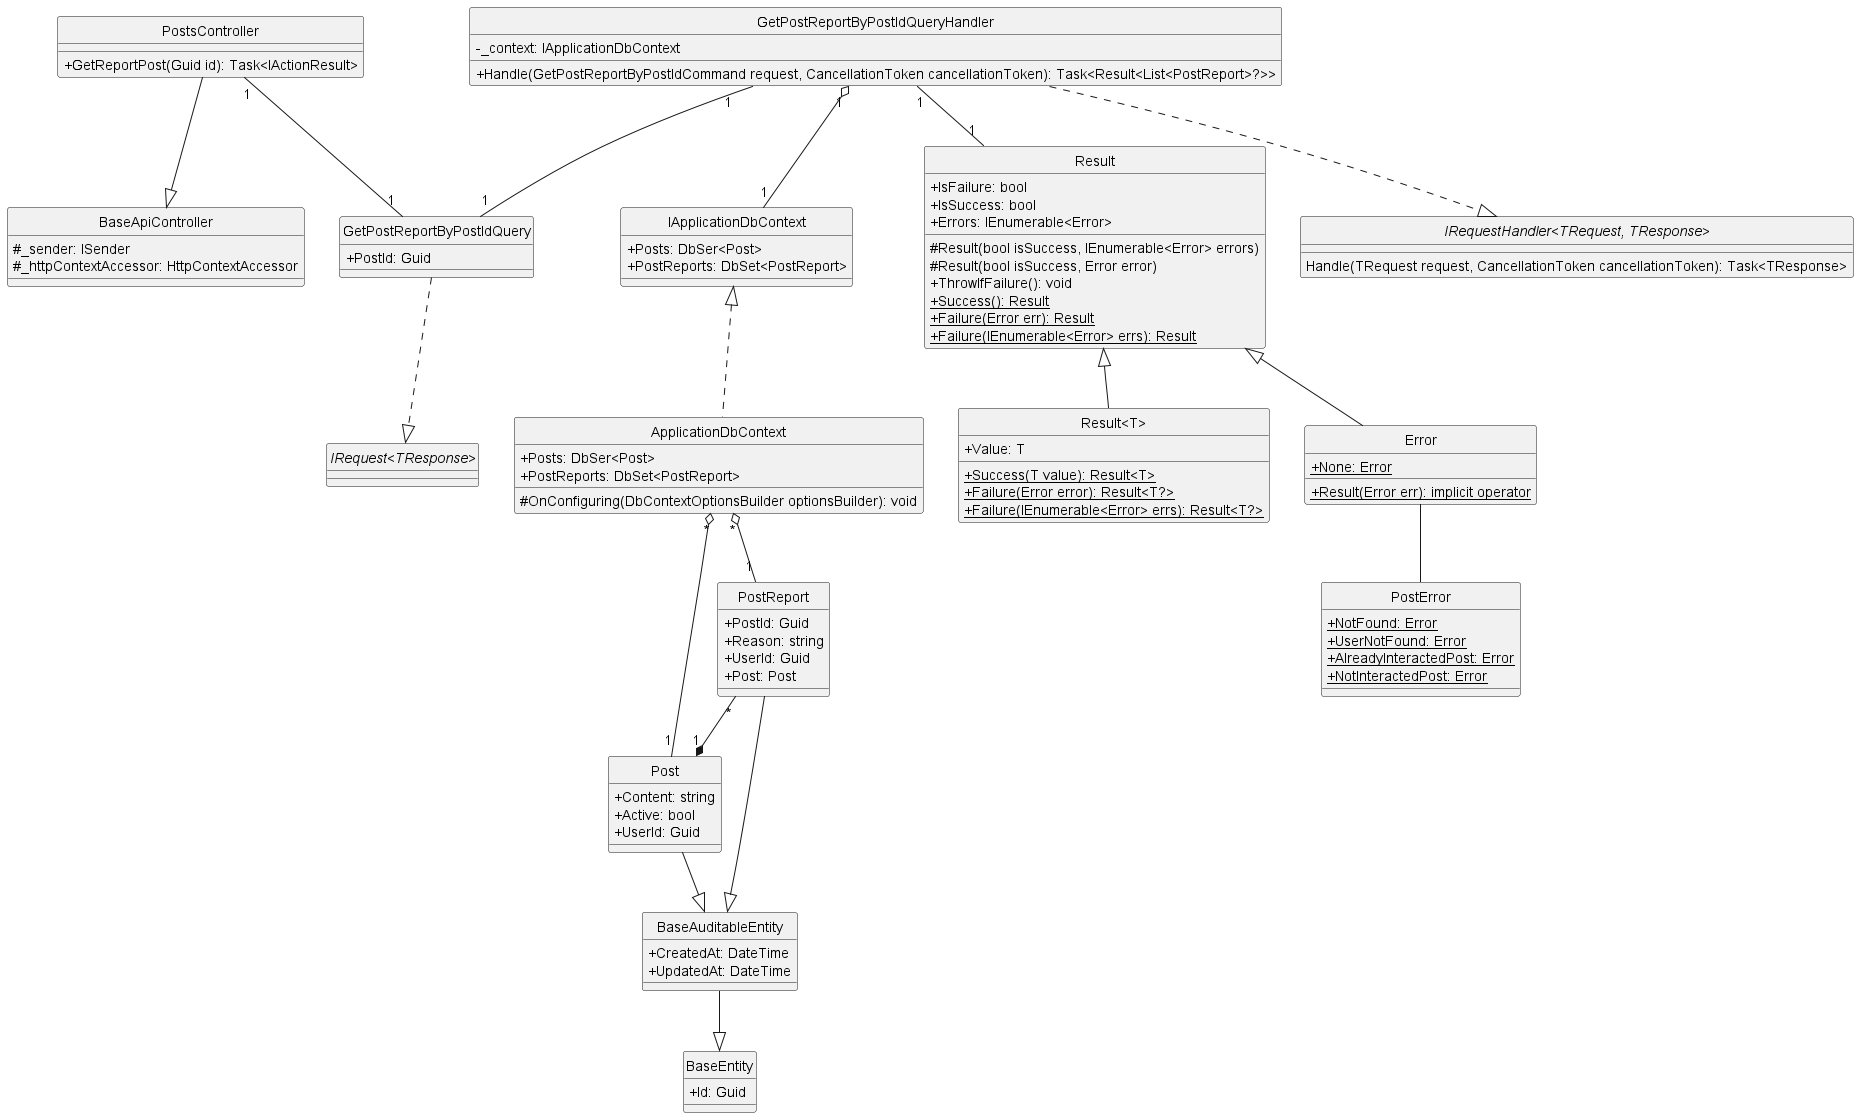 PostsController
+GetReportPost(Guid id): Task<IActionResult>
GetPostReportByPostIdQueryHandler
-_context: IApplicationDbContext
+Handle(GetPostReportByPostIdCommand request, CancellationToken cancellationToken): Task<Result<List<PostReport>?>>
1
1
1
1
1
1
1
1
BaseApiController
#_sender: ISender
#_httpContextAccessor: HttpContextAccessor
GetPostReportByPostIdQuery
+PostId: Guid
IApplicationDbContext
+Posts: DbSer<Post>
+PostReports: DbSet<PostReport>
Result
+IsFailure: bool
+IsSuccess: bool
+Errors: IEnumerable<Error>
#Result(bool isSuccess, IEnumerable<Error> errors)
#Result(bool isSuccess, Error error)
+ThrowIfFailure(): void
+Success(): Result
+Failure(Error err): Result
+Failure(IEnumerable<Error> errs): Result
IRequestHandler<TRequest, TResponse>
Handle(TRequest request, CancellationToken cancellationToken): Task<TResponse>
IRequest<TResponse>
ApplicationDbContext
+Posts: DbSer<Post>
+PostReports: DbSet<PostReport>
#OnConfiguring(DbContextOptionsBuilder optionsBuilder): void
Result<T>
+Value: T
+Success(T value): Result<T>
+Failure(Error error): Result<T?>
+Failure(IEnumerable<Error> errs): Result<T?>
Error
+None: Error
+Result(Error err): implicit operator
*
*
1
PostReport
+PostId: Guid
+Reason: string
+UserId: Guid
+Post: Post
PostError
+NotFound: Error
+UserNotFound: Error
+AlreadyInteractedPost: Error
+NotInteractedPost: Error
*
1
1
Post
+Content: string
+Active: bool
+UserId: Guid
BaseAuditableEntity
+CreatedAt: DateTime
+UpdatedAt: DateTime
BaseEntity
+Id: Guid